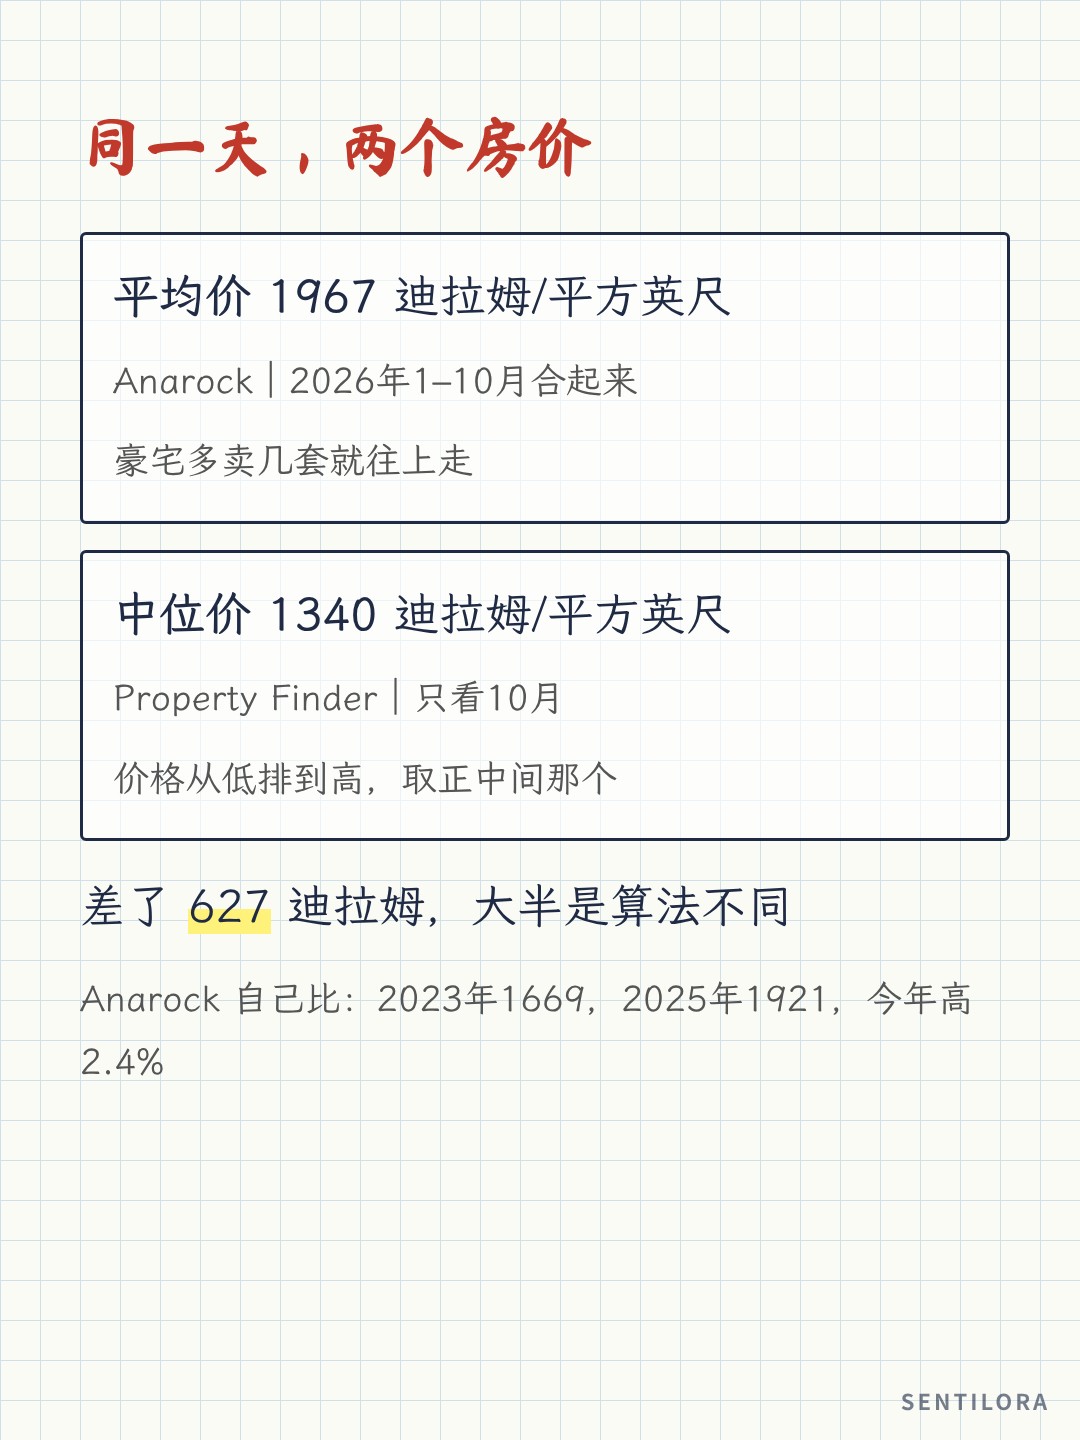 同一天，两个房价
平均价 1967 迪拉姆/平方英尺
Anarock｜2026年1–10月合起来
豪宅多卖几套就往上走
中位价 1340 迪拉姆/平方英尺
Property Finder｜只看10月
价格从低排到高，取正中间那个
差了 627 迪拉姆，大半是算法不同
Anarock 自己比：2023年1669，2025年1921，今年高
2.4%
SENTILORA